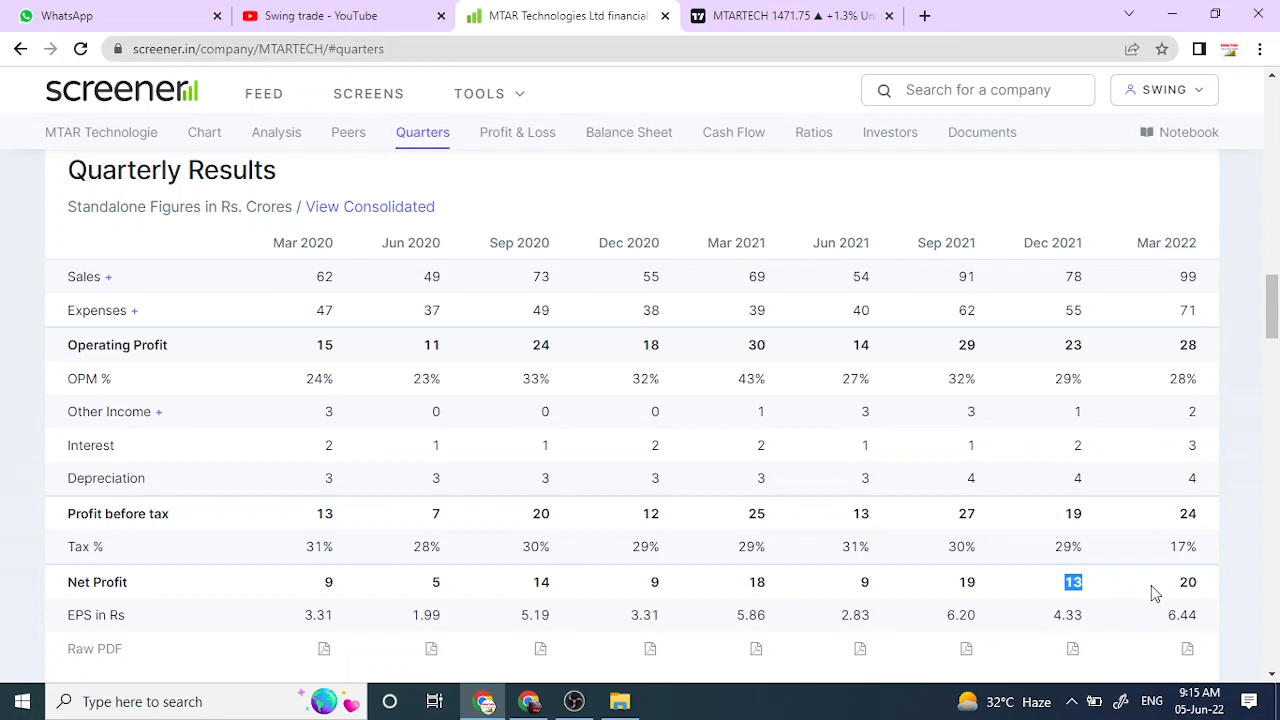 WhatsApp
Swing trade - YouTube
MTAR Technologies Ltd financial
MTARTECH 1471.75 ▲ +1.3% Un
screener.in/company/MTARTECH/#quarters
screener
FEED SCREENS TOOLS
Search for a company
SWING
MTAR Technologie Chart Analysis Peers Quarters Profit & Loss Balance Sheet Cash Flow Ratios Investors Documents Notebook
Quarterly Results
Standalone Figures in Rs. Crores / View Consolidated
Mar 2020 Jun 2020 Sep 2020 Dec 2020 Mar 2021 Jun 2021 Sep 2021 Dec 2021 Mar 2022
Sales + 62 49 73 55 69 54 91 78 99
Expenses + 47 37 49 38 39 40 62 55 71
Operating Profit 15 11 24 18 30 14 29 23 28
OPM % 24% 23% 33% 32% 43% 27% 32% 29% 28%
Other Income + 3 0 0 0 1 3 3 1 2
Interest 2 1 1 2 2 1 1 2 3
Depreciation 3 3 3 3 3 3 4 4 4
Profit before tax 13 7 20 12 25 13 27 19 24
Tax % 31% 28% 30% 29% 29% 31% 30% 29% 17%
Net Profit 9 5 14 9 18 9 19 13 20
EPS in Rs 3.31 1.99 5.19 3.31 5.86 2.83 6.20 4.33 6.44
Raw PDF
Type here to search
32°C Haze
ENG
9:15 AM
05-Jun-22